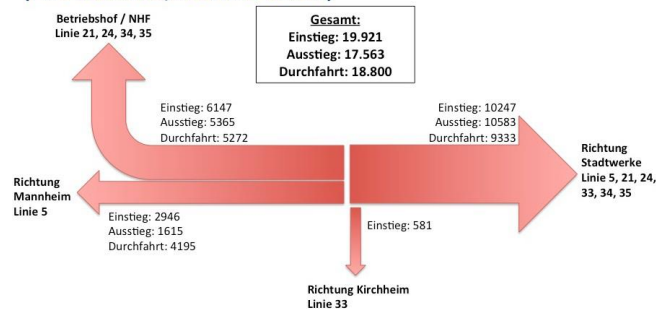 Betriebshof / NHF
Linie 21, 24, 34, 35
Gesamt:
Einstieg: 19.921
Ausstieg: 17.563
Durchfahrt: 18.800
Einstieg: 6147
Ausstieg: 5365
Durchfahrt: 5272
Einstieg: 10247
Ausstieg: 10583
Durchfahrt: 9333
Richtung
Stadtwerke
Linie 5, 21, 24,
33, 34, 35
Richtung
Mannheim
Linie 5
Einstieg: 2946
Ausstieg: 1615
Durchfahrt: 4195
Einstieg: 581
Richtung Kirchheim
Linie 33